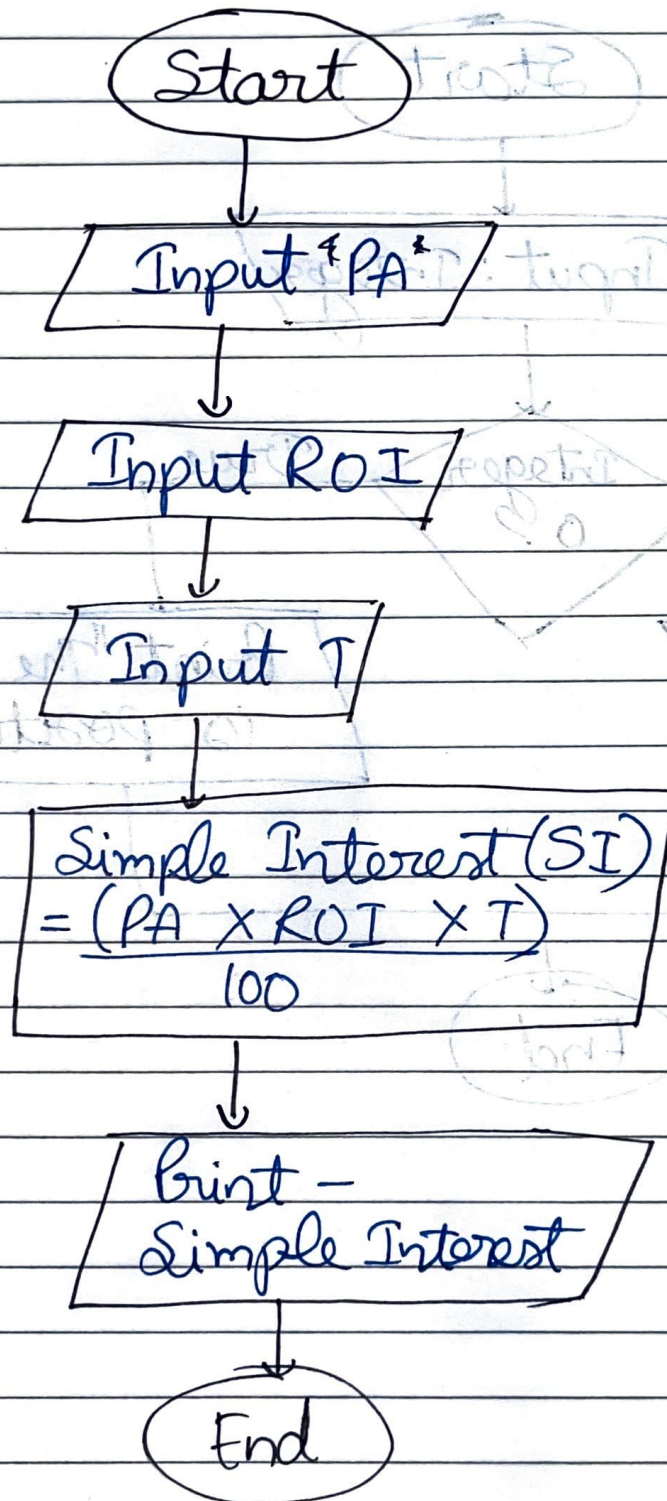 Start
Input "PA"
Input ROI
Input T
Simple Interest (SI)
= (PA X ROI X T)
100
Print -
Simple Interest
End